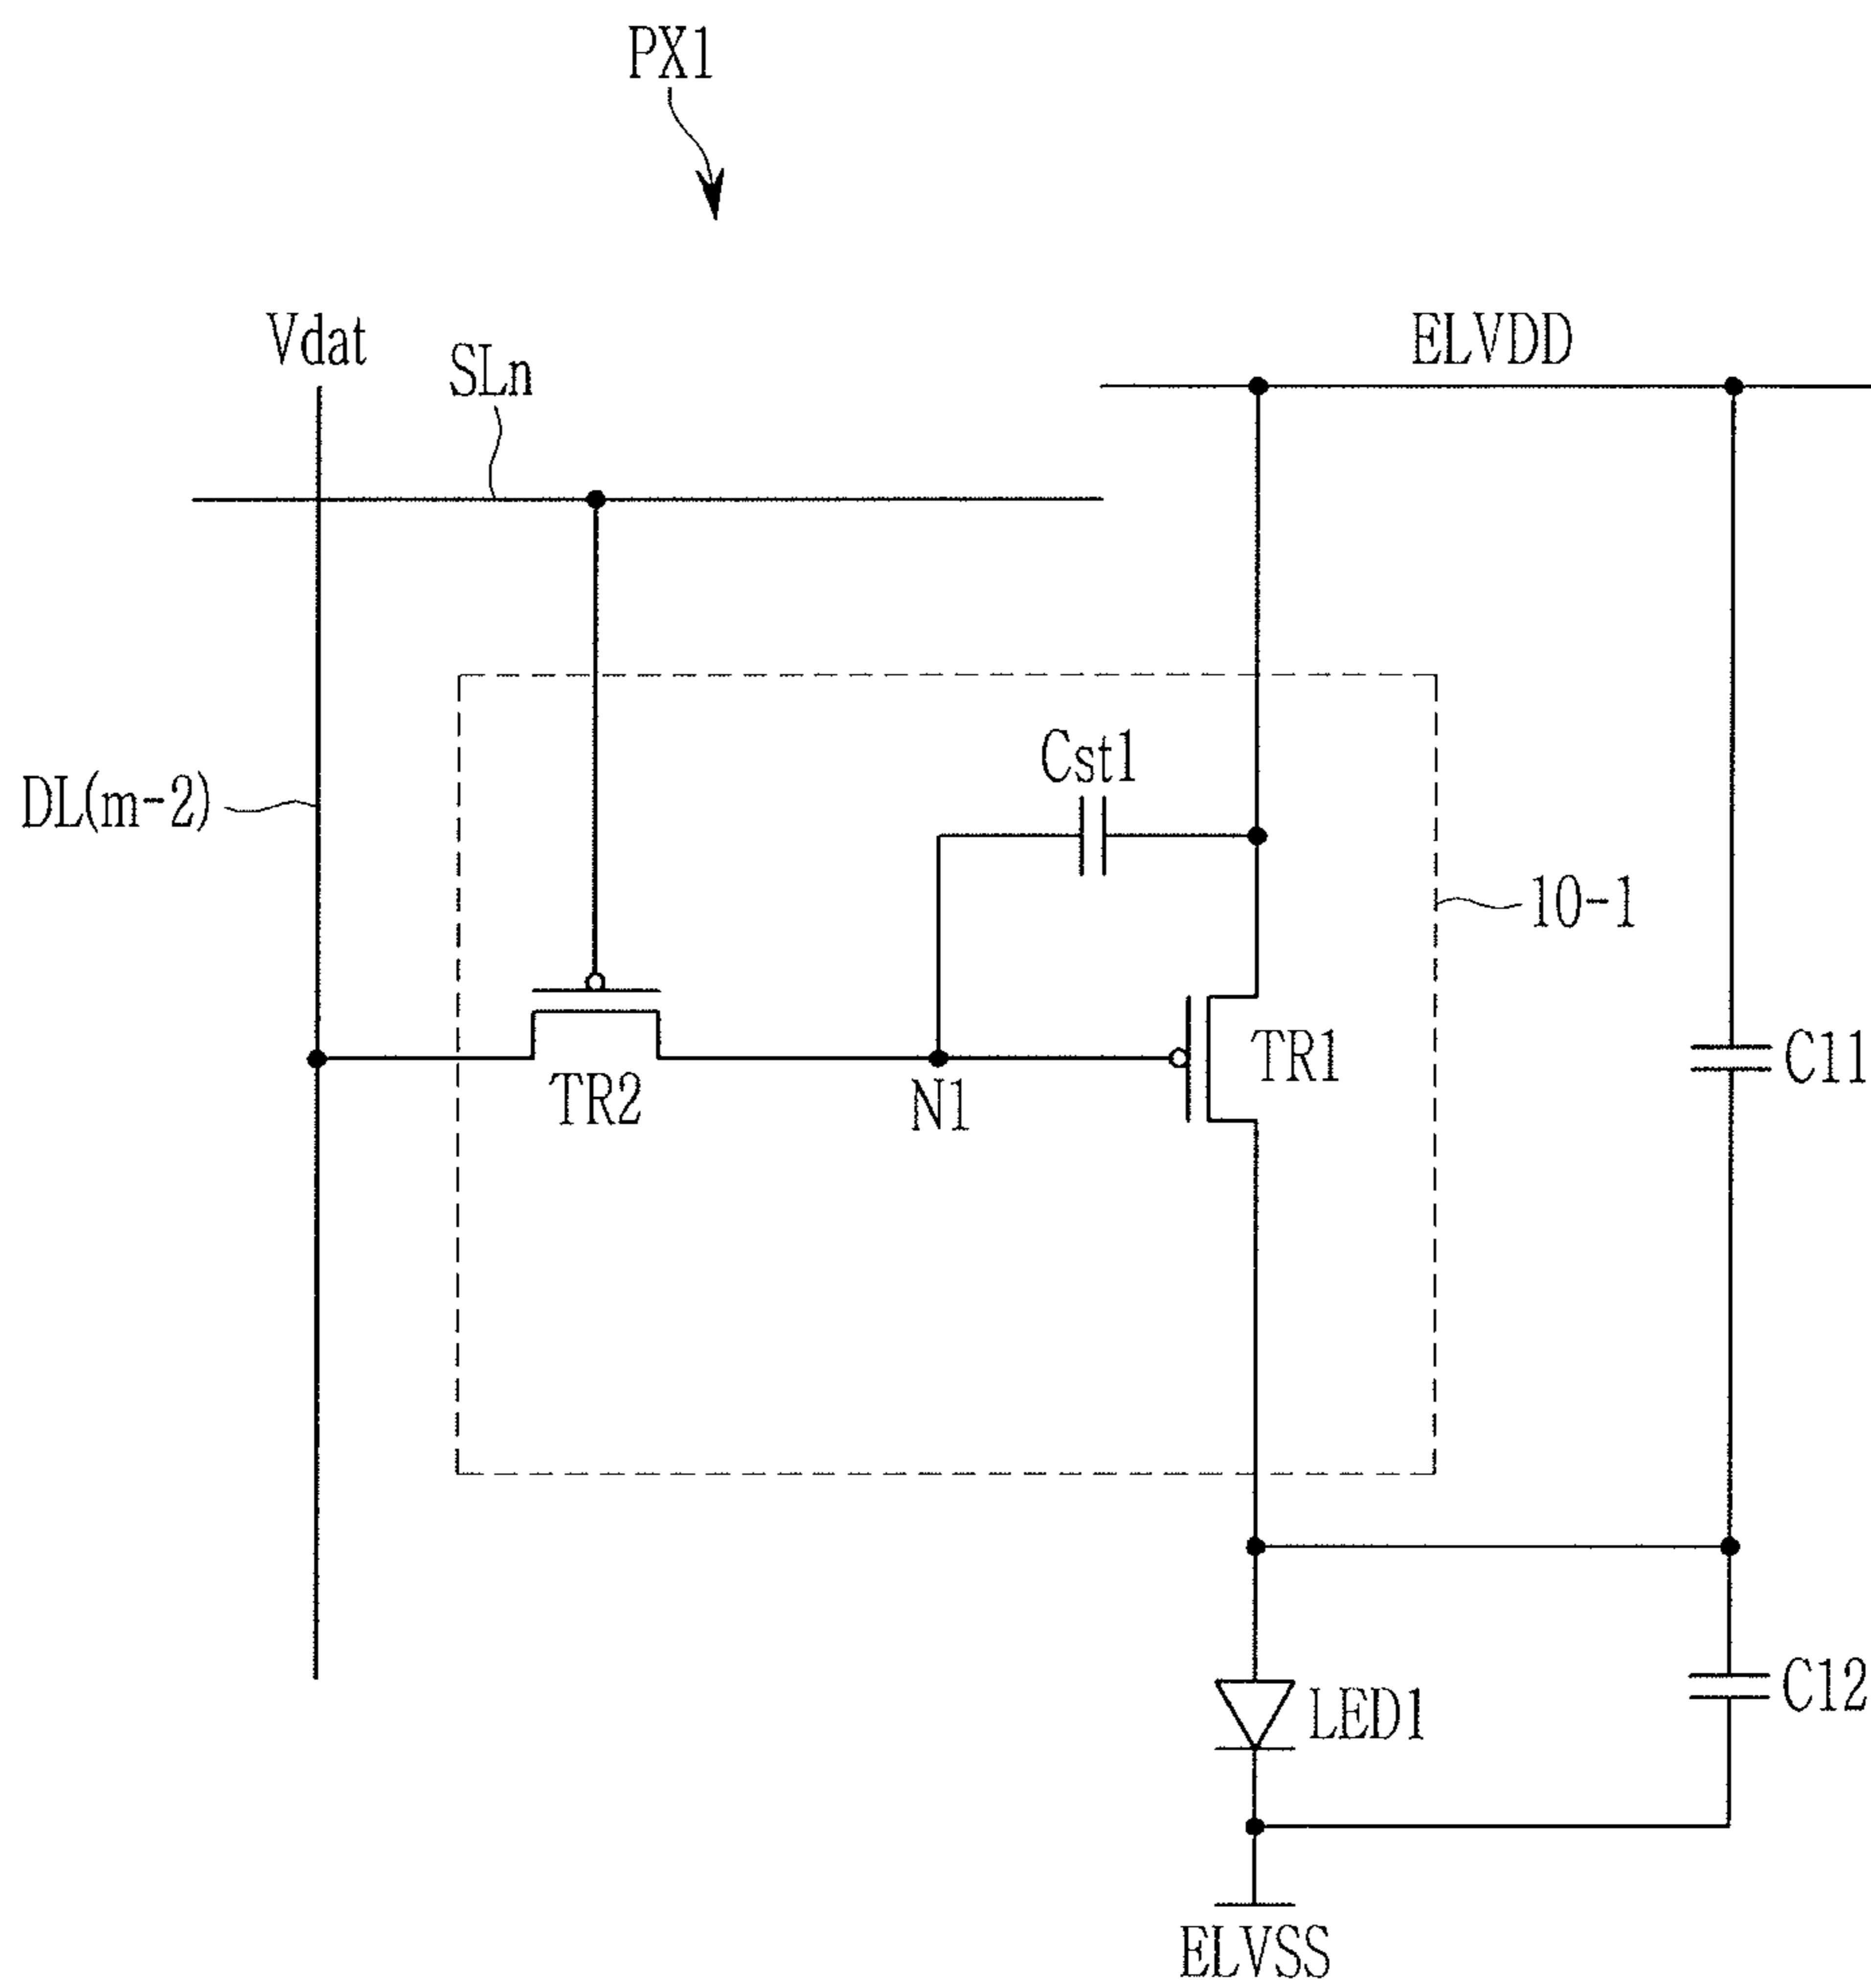 PX1
Vdat
SLn
ELVDD
Cst1
DL(m-2)
10-1
TR2
N1
TR1
C11
LED1
C12
ELVSS